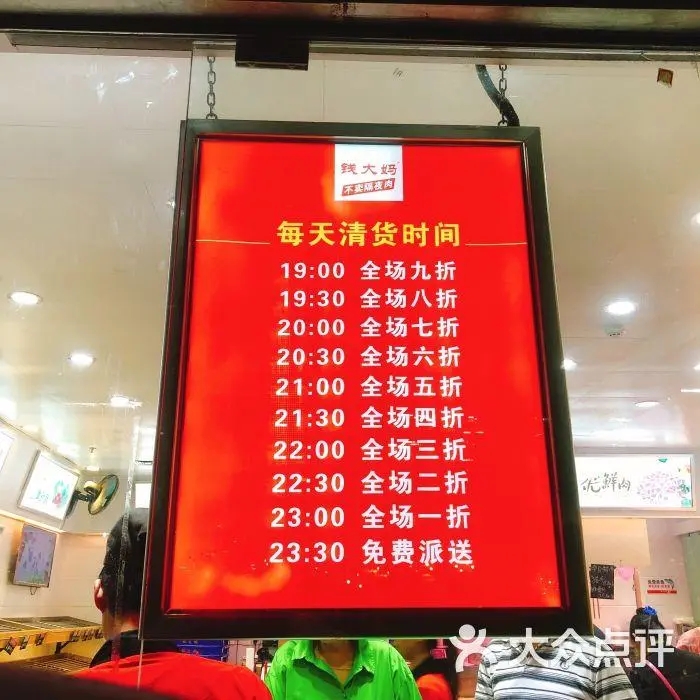 钱大妈
不卖隔夜肉
每天清货时间
19:00 全场九折
19:30 全场八折
20:00 全场七折
20:30 全场六折
21:00 全场五折
21:30 全场四折
22:00 全场三折
22:30 全场二折
23:00 全场一折
23:30 免费派送
优鲜肉
大众点评